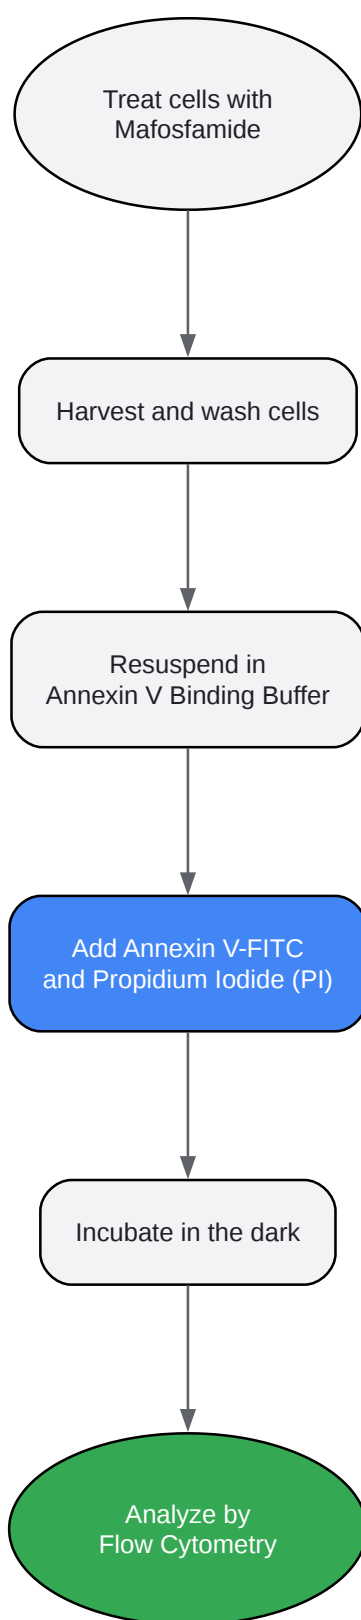 Treat cells with
Mafosfamide
Harvest and wash cells
Resuspend in
Annexin V Binding Buffer
Add Annexin V-FITC
and Propidium Iodide (PI)
Incubate in the dark
Analyze by
Flow Cytometry